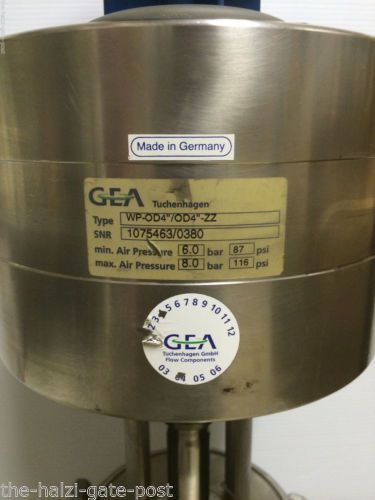 Made in Germany
GEA
Tuchenhagen
Type WP-OD4"/OD4"-ZZ
SNR 1075463/0380
min. Air Pressure 6.0 bar 87 psi
max. Air Pressure 8.0 bar 116 psi
2 3 5 6 7 8 9 10 11 12
GEA
Tuchenhagen GmbH
Flow Components
03 05 06
the-halzi-gate-post